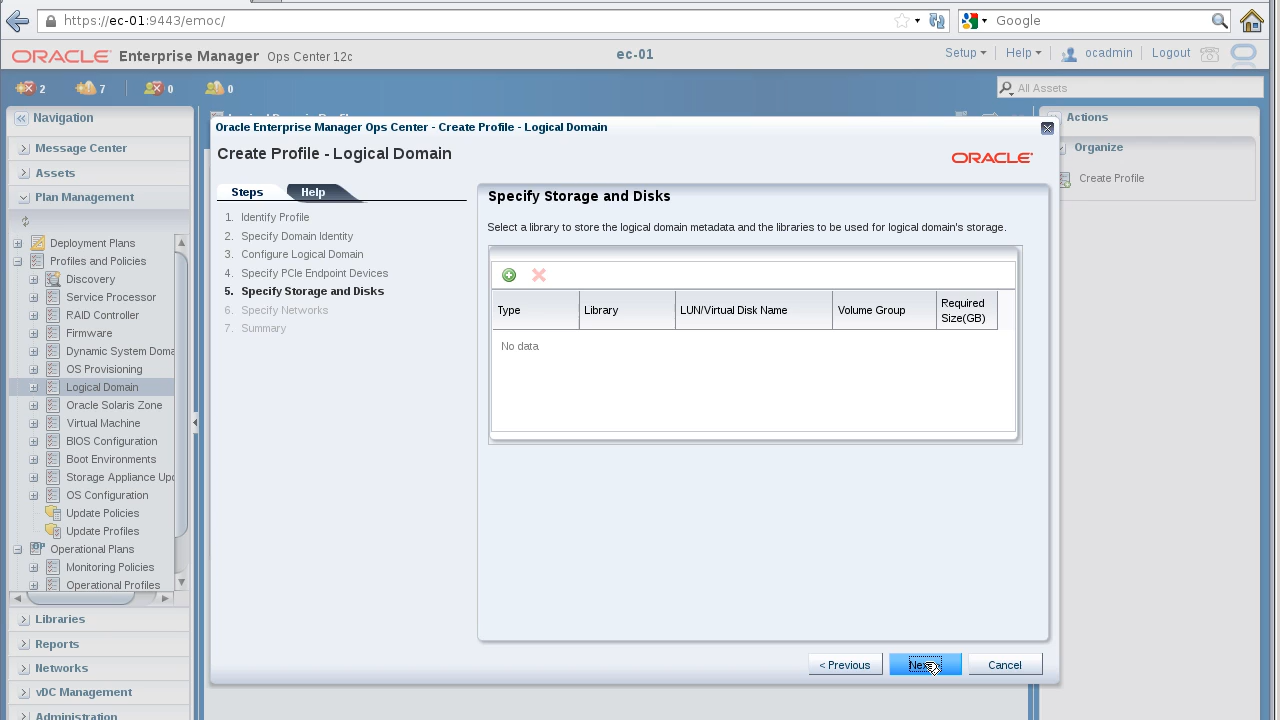 https://ec-01:9443/emoc/
Google
ORACLE Enterprise Manager Ops Center 12c
ec-01
Setup Help ocadmin Logout
2 7 0 0
All Assets
Navigation
Message Center
Assets
Plan Management
Deployment Plans
Profiles and Policies
Discovery
Service Processor
RAID Controller
Firmware
Dynamic System Doma
OS Provisioning
Logical Domain
Oracle Solaris Zone
Virtual Machine
BIOS Configuration
Boot Environments
Storage Appliance Upd
OS Configuration
Update Policies
Update Profiles
Operational Plans
Monitoring Policies
Operational Profiles
Libraries
Reports
Networks
vDC Management
Administration
Oracle Enterprise Manager Ops Center - Create Profile - Logical Domain
Create Profile - Logical Domain
ORACLE
Steps Help
1. Identify Profile
2. Specify Domain Identity
3. Configure Logical Domain
4. Specify PCIe Endpoint Devices
5. Specify Storage and Disks
6. Specify Networks
7. Summary
Specify Storage and Disks
Select a library to store the logical domain metadata and the libraries to be used for logical domain's storage.
Type Library LUN/Virtual Disk Name Volume Group Required Size(GB)
No data
< Previous
Cancel
Actions
Organize
Create Profile